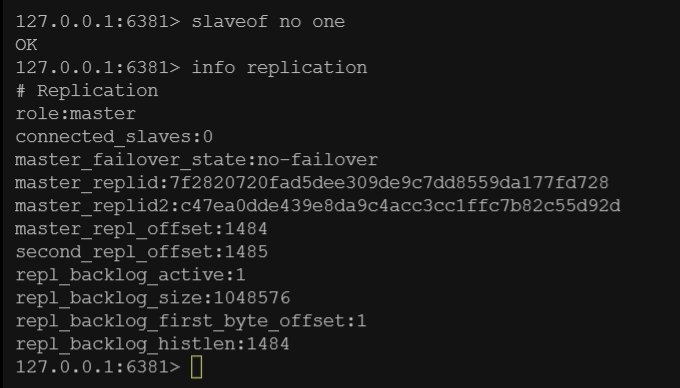 127.0.0.1:6381> slaveof no one
OK
127.0.0.1:6381> info replication
# Replication
role:master
connected_slaves:0
master_failover_state:no-failover
master_replid:7f2820720fad5dee309de9c7dd8559da177fd728
master_replid2:c47ea0dde439e8da9c4acc3cc1ffc7b82c55d92d
master_repl_offset:1484
second_repl_offset:1485
repl_backlog_active:1
repl_backlog_size:1048576
repl_backlog_first_byte_offset:1
repl_backlog_histlen:1484
127.0.0.1:6381>